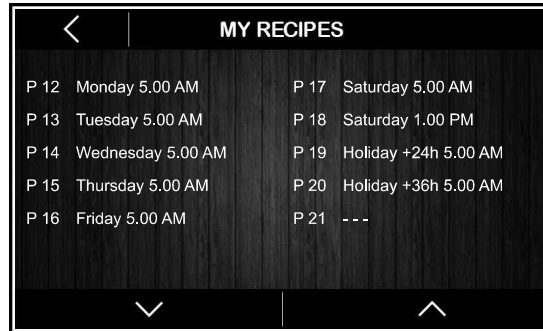 MY RECIPES
P 12 Monday 5.00 AM
P 13 Tuesday 5.00 AM
P 14 Wednesday 5.00 AM
P 15 Thursday 5.00 AM
P 16 Friday 5.00 AM
P 17 Saturday 5.00 AM
P 18 Saturday 1.00 PM
P 19 Holiday +24h 5.00 AM
P 20 Holiday +36h 5.00 AM
P 21 - - -